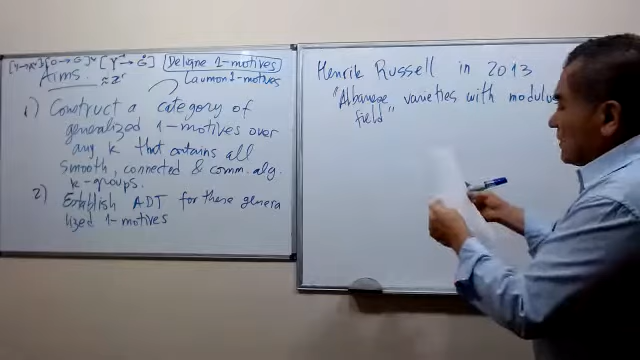 Deligne 1-motives
Aims
Laumon 1-motives
1) Construct a category of
generalized 1-motives over
any k that contains all
smooth, connected & comm. alg.
k-groups.
2) Establish ADT for these genera
lized 1-motives
Henrik Russell in 2013
"Albanese varieties with modulus
field"